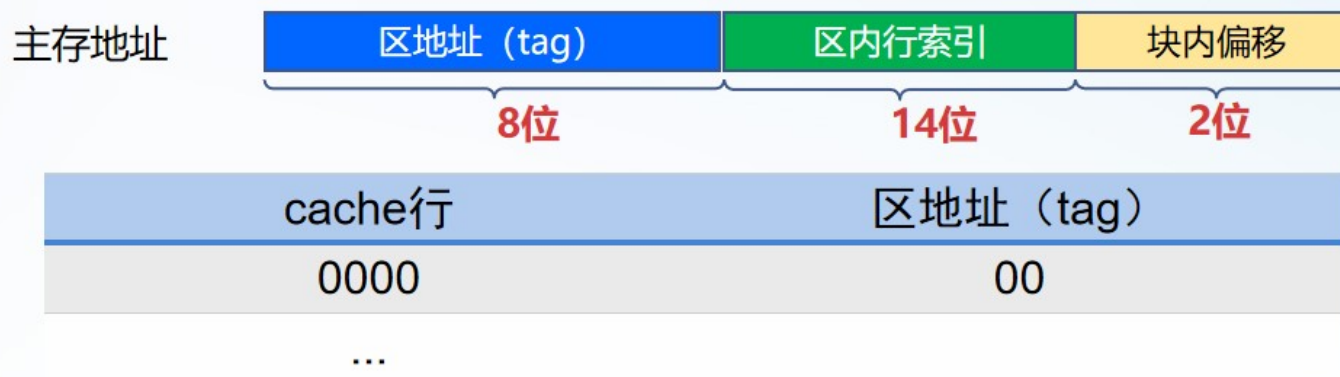 主存地址 区地址（tag） 区内行索引 块内偏移
8位 14位 2位
cache行 区地址（tag）
0000 00
...